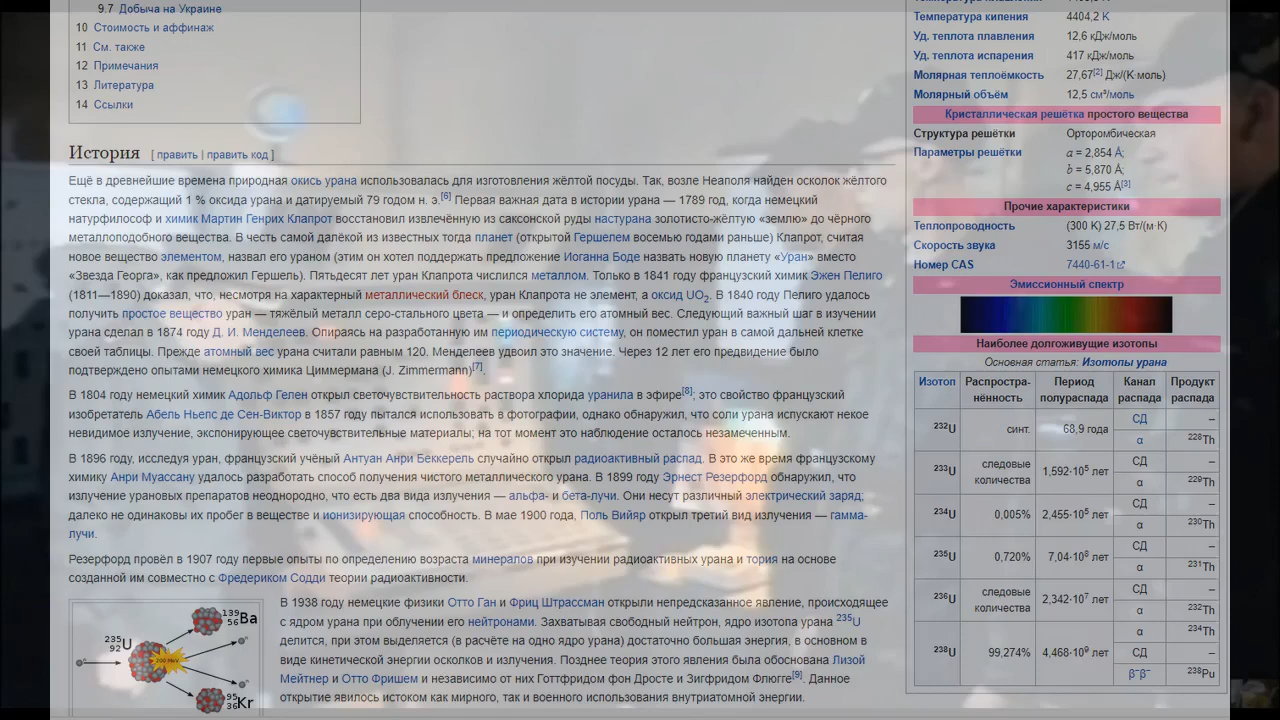 9.7 Добыча на Украине
10 Стоимость и аффинаж
11 См. также
12 Примечания
13 Литература
14 Ссылки
История [ править | править код ]
Ещё в древнейшие времена природная окись урана использовалась для изготовления жёлтой посуды. Так, возле Неаполя найден осколок жёлтого
стекла, содержащий 1 % оксида урана и датируемый 79 годом н. э.[6] Первая важная дата в истории урана — 1789 год, когда немецкий
натурфилософ и химик Мартин Генрих Клапрот восстановил извлечённую из саксонской руды настурана золотисто-жёлтую «землю» до чёрного
металлоподобного вещества. В честь самой далёкой из известных тогда планет (открытой Гершелем восемью годами раньше) Клапрот, считая
новое вещество элементом, назвал его ураном (этим он хотел поддержать предложение Иоганна Боде назвать новую планету «Уран» вместо
«Звезда Георга», как предложил Гершель). Пятьдесят лет уран Клапрота числился металлом. Только в 1841 году французский химик Эжен Пелиго
(1811—1890) доказал, что, несмотря на характерный металлический блеск, уран Клапрота не элемент, а оксид UO2. В 1840 году Пелиго удалось
получить простое вещество уран — тяжёлый металл серо-стального цвета — и определить его атомный вес. Следующий важный шаг в изучении
урана сделал в 1874 году Д. И. Менделеев. Опираясь на разработанную им периодическую систему, он поместил уран в самой дальней клетке
своей таблицы. Прежде атомный вес урана считали равным 120. Менделеев удвоил это значение. Через 12 лет его предвидение было
подтверждено опытами немецкого химика Циммермана (J. Zimmermann)[7].
В 1804 году немецкий химик Адольф Гелен открыл светочувствительность раствора хлорида уранила в эфире[8]; это свойство французский
изобретатель Абель Ньепс де Сен-Виктор в 1857 году пытался использовать в фотографии, однако обнаружил, что соли урана испускают некое
невидимое излучение, экспонирующее светочувствительные материалы; на тот момент это наблюдение осталось незамеченным.
В 1896 году, исследуя уран, французский учёный Антуан Анри Беккерель случайно открыл радиоактивный распад. В это же время французскому
химику Анри Муассану удалось разработать способ получения чистого металлического урана. В 1899 году Эрнест Резерфорд обнаружил, что
излучение урановых препаратов неоднородно, что есть два вида излучения — альфа- и бета-лучи. Они несут различный электрический заряд;
далеко не одинаковы их пробег в веществе и ионизирующая способность. В мае 1900 года, Поль Вийяр открыл третий вид излучения — гамма-
лучи.
Резерфорд провёл в 1907 году первые опыты по определению возраста минералов при изучении радиоактивных урана и тория на основе
созданной им совместно с Фредериком Содди теории радиоактивности.
В 1938 году немецкие физики Отто Ган и Фриц Штрассман открыли непредсказанное явление, происходящее
с ядром урана при облучении его нейтронами. Захватывая свободный нейтрон, ядро изотопа урана 235U
делится, при этом выделяется (в расчёте на одно ядро урана) достаточно большая энергия, в основном в
виде кинетической энергии осколков и излучения. Позднее теория этого явления была обоснована Лизой
Мейтнер и Отто Фришем и независимо от них Готтфридом фон Дросте и Зигфридом Флюгге[9]. Данное
открытие явилось истоком как мирного, так и военного использования внутриатомной энергии.
139 56 Ba
235 92 U
200 MeV
95 36 Kr
Температура кипения 4404,2 K
Уд. теплота плавления 12,6 кДж/моль
Уд. теплота испарения 417 кДж/моль
Молярная теплоёмкость 27,67[2] Дж/(K·моль)
Молярный объём 12,5 см³/моль
Кристаллическая решётка простого вещества
Структура решётки Орторомбическая
Параметры решётки a = 2,854 Å;
b = 5,870 Å;
c = 4,955 Å[3]
Прочие характеристики
Теплопроводность (300 K) 27,5 Вт/(м·К)
Скорость звука 3155 м/с
Номер CAS 7440-61-1
Эмиссионный спектр
Наиболее долгоживущие изотопы
Основная статья: Изотопы урана
Изотоп Распростра- Период Канал Продукт
нённость полураспада распада распада
232U синт. 68,9 года СД –
α 228Th
233U следовые количества 1,592·10⁵ лет СД –
α 229Th
234U 0,005% 2,455·10⁵ лет СД –
α 230Th
235U 0,720% 7,04·10⁸ лет СД –
α 231Th
236U следовые количества 2,342·10⁷ лет СД –
α 232Th
238U 99,274% 4,468·10⁹ лет α 234Th
СД –
β⁻β⁻ 238Pu